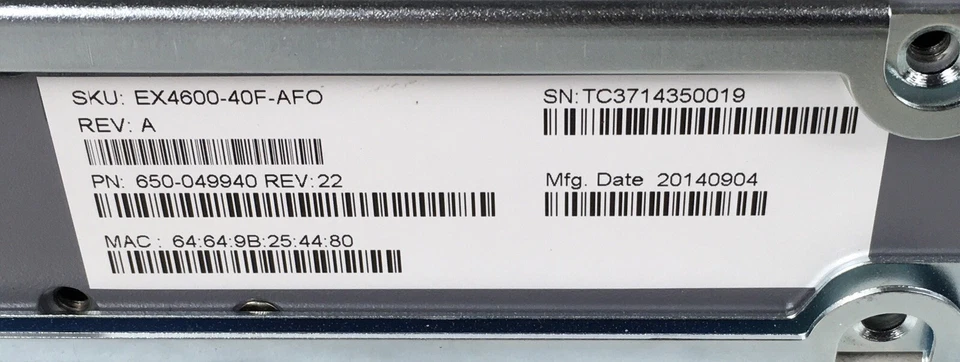 SKU: EX4600-40F-AFO
REV: A
PN: 650-049940 REV:22
MAC : 64:64:9B:25:44:80
SN:TC3714350019
Mfg. Date 20140904